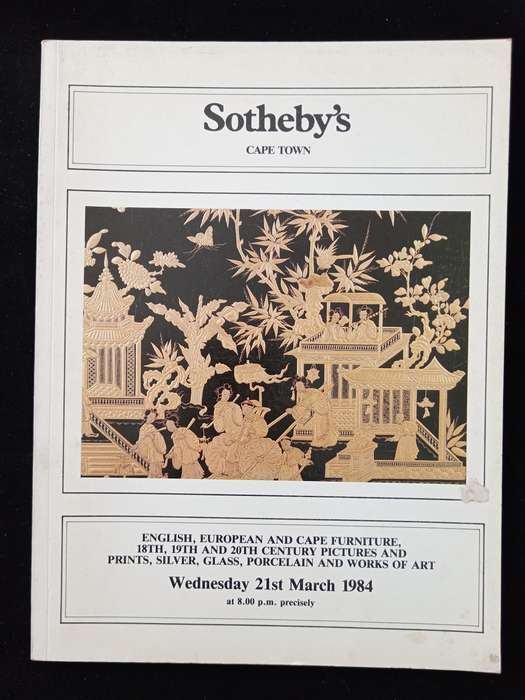 Sotheby's
CAPE TOWN
ENGLISH, EUROPEAN AND CAPE FURNITURE,
18TH, 19TH AND 20TH CENTURY PICTURES AND
PRINTS, SILVER, GLASS, PORCELAIN AND WORKS OF ART
Wednesday 21st March 1984
at 8.00 p.m. precisely